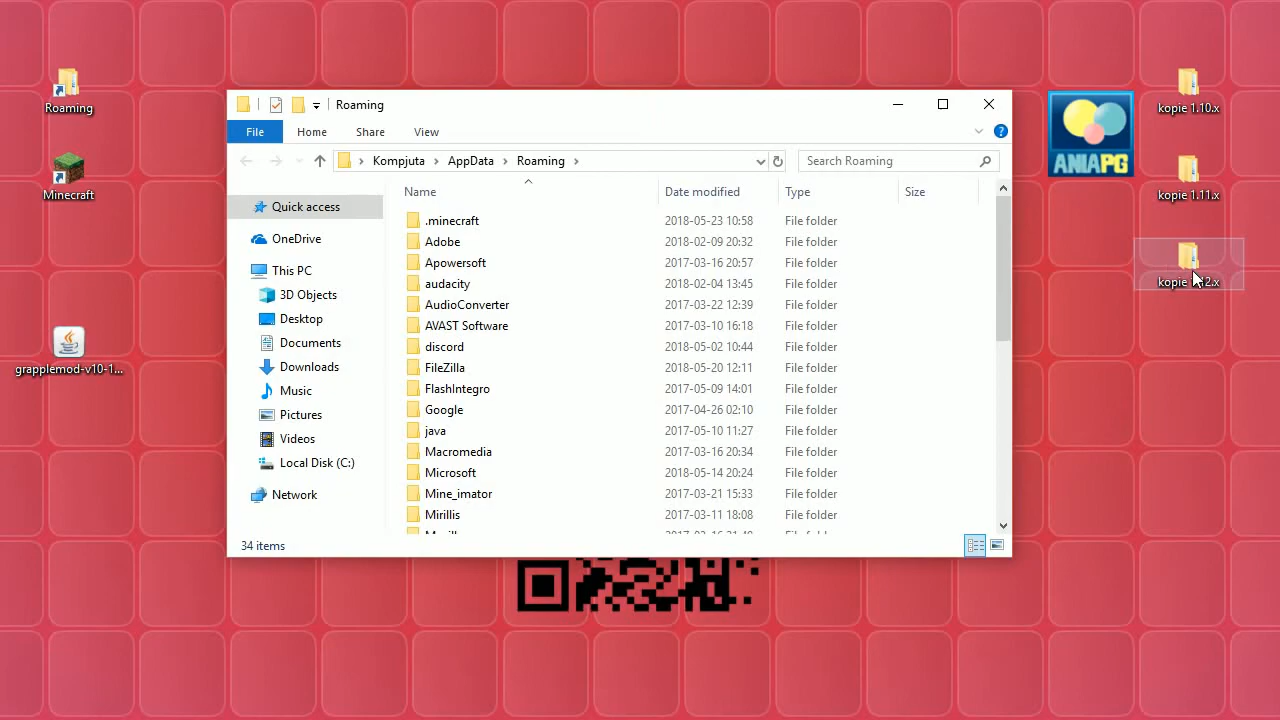 Roaming
Minecraft
grapplemod-v10-1...
Roaming
File Home Share View
Kompjuta AppData Roaming
Search Roaming
Name Date modified Type Size
Quick access
OneDrive
This PC
3D Objects
Desktop
Documents
Downloads
Music
Pictures
Videos
Local Disk (C:)
Network
.minecraft 2018-05-23 10:58 File folder
Adobe 2018-02-09 20:32 File folder
Apowersoft 2017-03-16 20:57 File folder
audacity 2018-02-04 13:45 File folder
AudioConverter 2017-03-22 12:39 File folder
AVAST Software 2017-03-10 16:18 File folder
discord 2018-05-02 10:44 File folder
FileZilla 2018-05-20 12:11 File folder
FlashIntegro 2017-05-09 14:01 File folder
Google 2017-04-26 02:10 File folder
java 2017-05-10 11:27 File folder
Macromedia 2017-03-16 20:34 File folder
Microsoft 2018-05-14 20:24 File folder
Mine_imator 2017-03-21 15:33 File folder
Mirillis 2017-03-11 18:08 File folder
34 items
ANIAPG
kopie 1.10.x
kopie 1.11.x
kopie